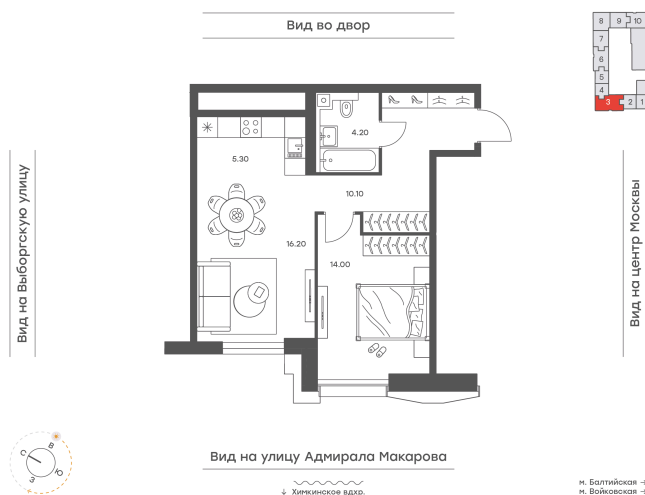 Вид во двор
8 9 10
7
6
5
4
3 2 1
4.20
5.30
10.10
16.20
14.00
Вид на Выборгскую улицу
Вид на центр Москвы
Вид на улицу Адмирала Макарова
↓ Химкинское вдхр.
В
С
Ю
З
м. Балтийская →
м. Войковская →